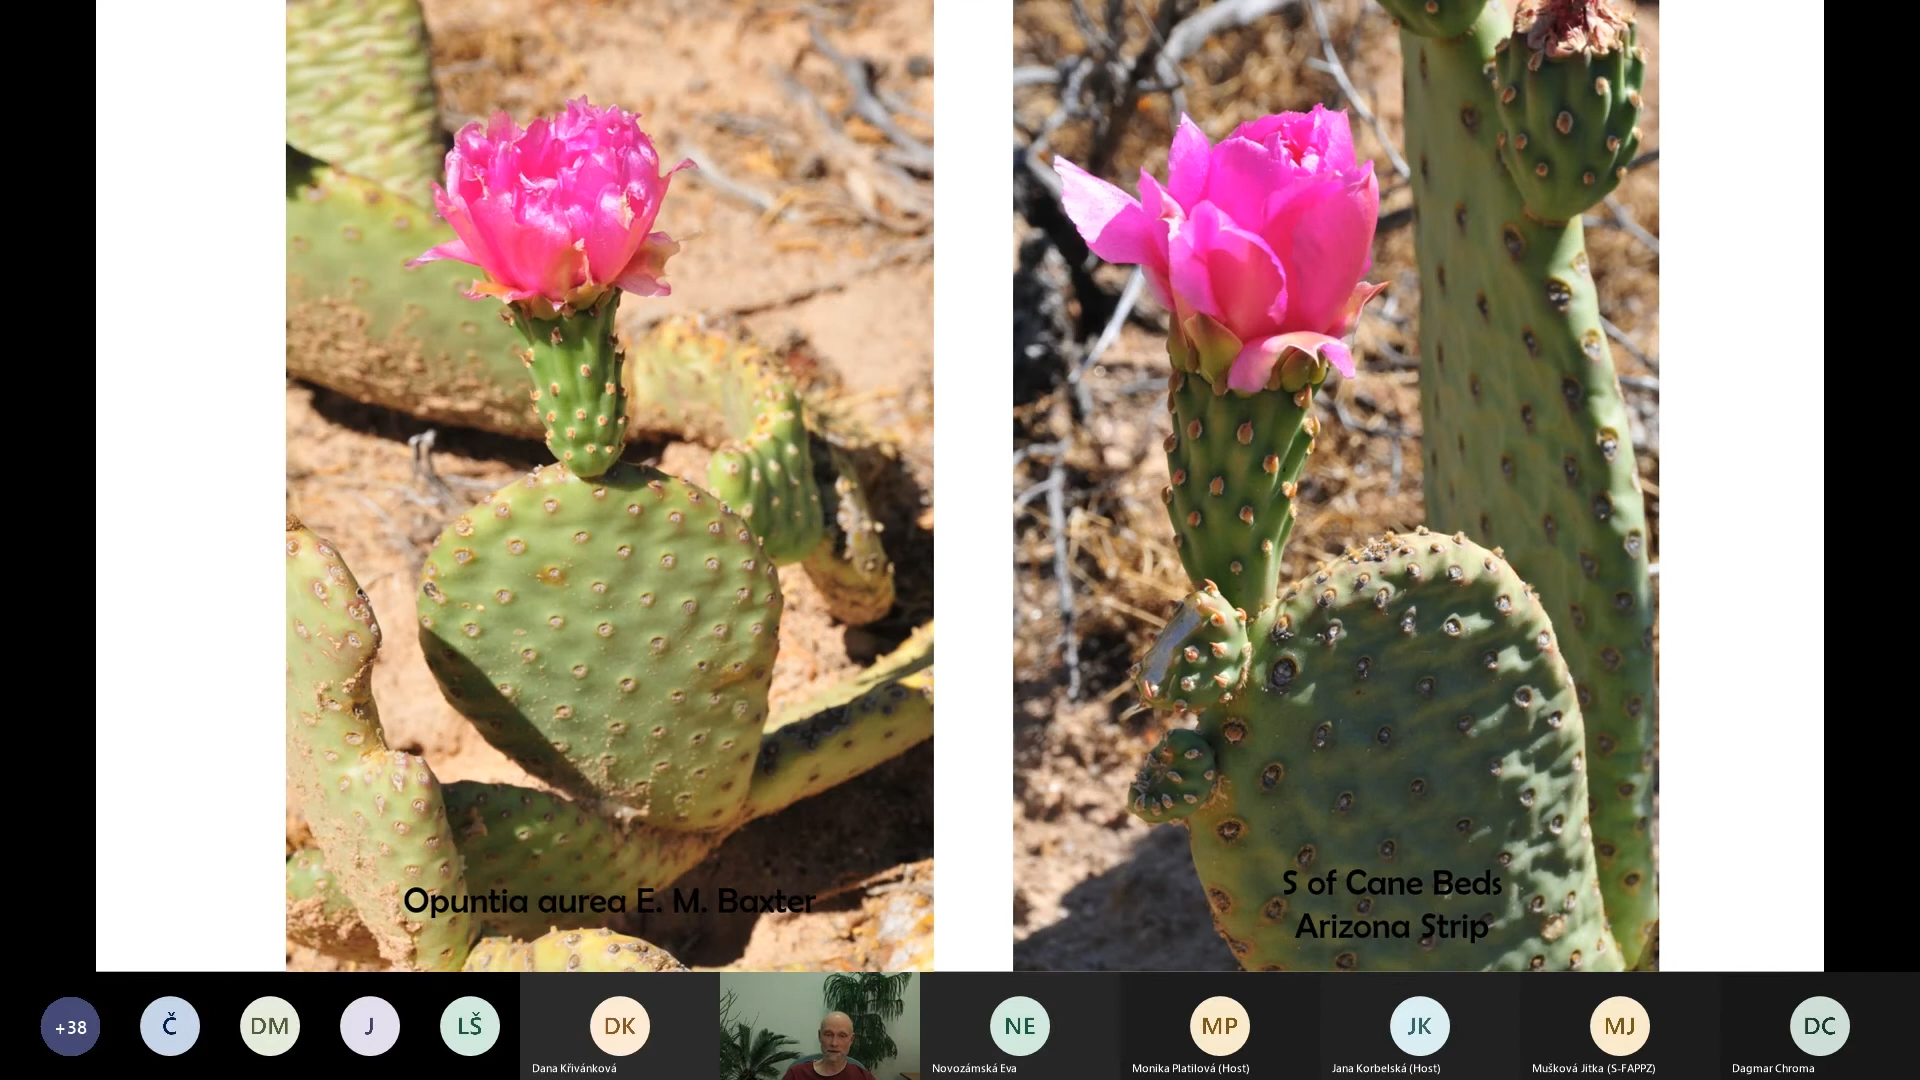 Opuntia aurea E. M. Baxter
S of Cane Beds
Arizona Strip
+38
Č
DM
J
LŠ
DK
Dana Křivánková
NE
Novozámská Eva
MP
Monika Platilová (Host)
JK
Jana Korbelská (Host)
MJ
Mušková Jitka (S-FAPPZ)
DC
Dagmar Chroma